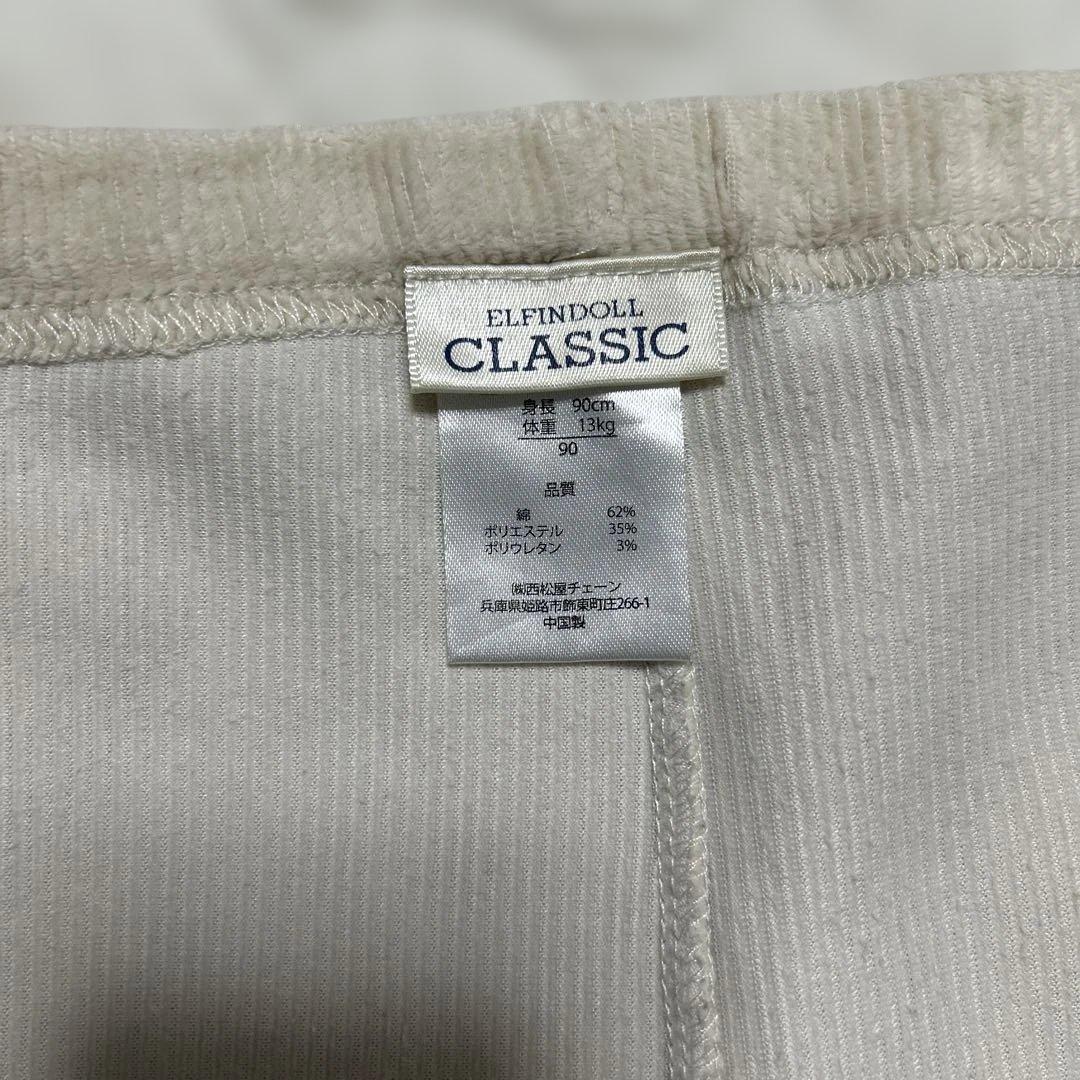 ELFINDOLL
CLASSIC
身長 90cm
体重 13kg
90
品質
綿 62%
ポリエステル 35%
ポリウレタン 3%
㈱西松屋チェーン
兵庫県姫路市飾東町庄266-1
中国製